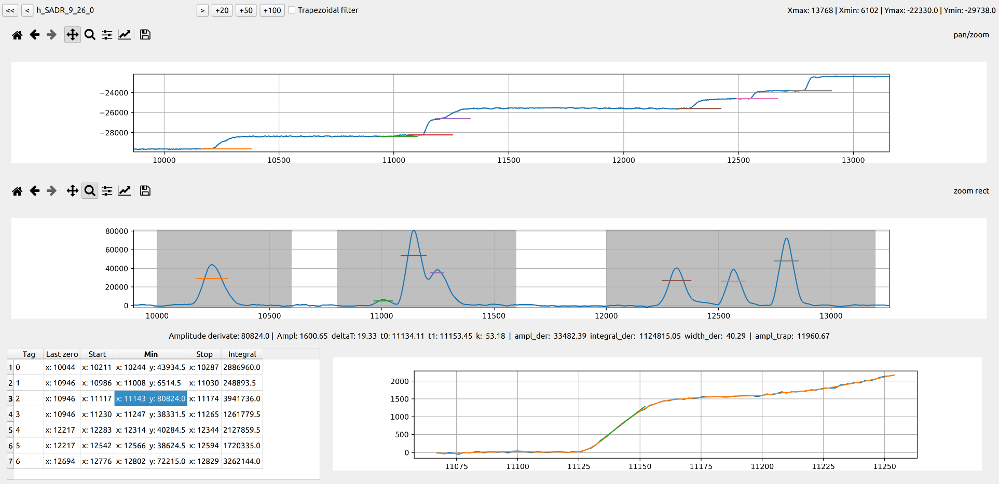 << < h_SADR_9_26_0 > +20 +50 +100 Trapezoidal filter Xmax: 13768 | Xmin: 6102 | Ymax: -22330.0 | Ymin: -29738.0
pan/zoom
−24000
−26000
−28000
10000 10500 11000 11500 12000 12500 13000
zoom rect
80000
60000
40000
20000
0
10000 10500 11000 11500 12000 12500 13000
Amplitude derivate: 80824.0 | Ampl: 1600.65 deltaT: 19.33 t0: 11134.11 t1: 11153.45 k: 53.18 | ampl_der: 33482.39 integral_der: 1124815.05 width_der: 40.29 | ampl_trap: 11960.67
Tag Last zero Start Min Stop Integral
1 0 x: 10044 x: 10211 x: 10244 y: 43934.5 x: 10287 2886960.0
2 1 x: 10946 x: 10986 x: 11008 y: 6514.5 x: 11030 248893.5
3 2 x: 10946 x: 11117 x: 11143 y: 80824.0 x: 11174 3941736.0
4 3 x: 10946 x: 11230 x: 11247 y: 38331.5 x: 11265 1261779.5
5 4 x: 12217 x: 12283 x: 12314 y: 40284.5 x: 12344 2127859.5
6 5 x: 12217 x: 12542 x: 12566 y: 38624.5 x: 12594 1720335.0
7 6 x: 12694 x: 12776 x: 12802 y: 72215.0 x: 12829 3262144.0
2000
1500
1000
500
0
11075 11100 11125 11150 11175 11200 11225 11250